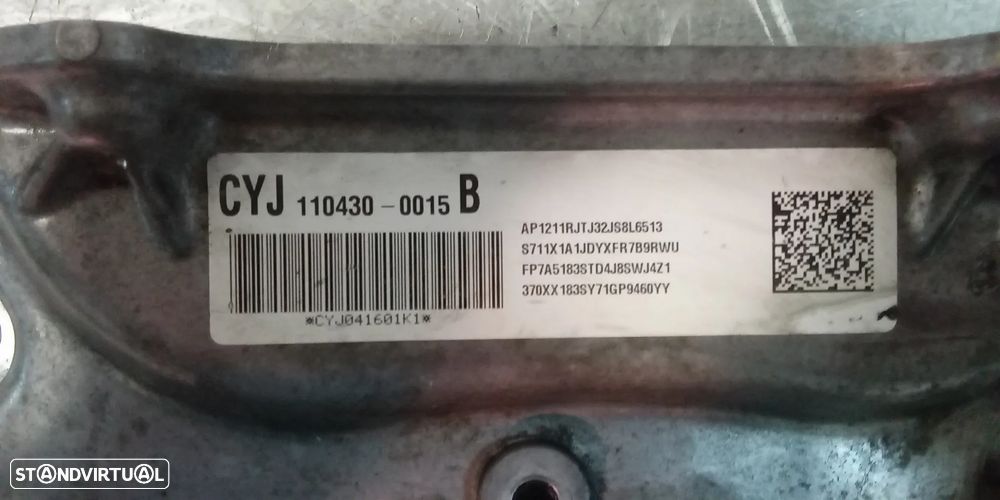 CYJ 110430-0015 B
*CYJ041601K1*
AP1211RJTJ32JS8L6513
S711X1A1JDYXFR7B9RWU
FP7A5183STD4J8SWJ4Z1
370XX183SY71GP9460YY
STANDVIRTUAL